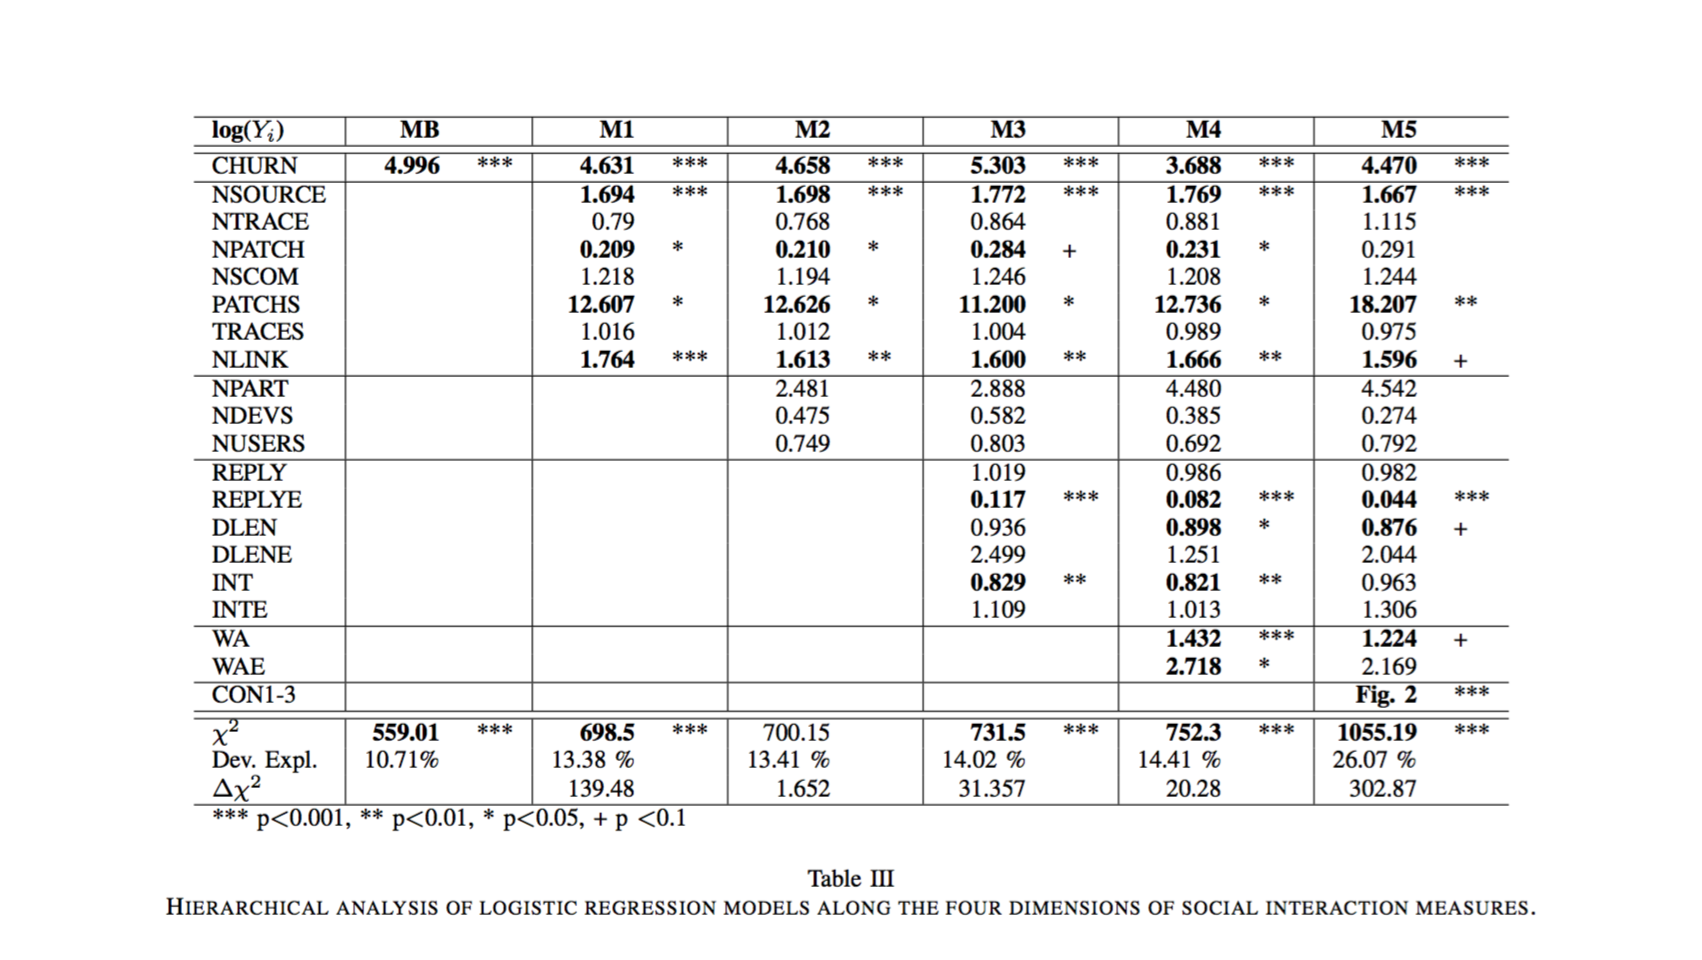 log(Yi) MB M1 M2 M3 M4 M5
CHURN 4.996 *** 4.631 *** 4.658 *** 5.303 *** 3.688 *** 4.470 ***
NSOURCE 1.694 *** 1.698 *** 1.772 *** 1.769 *** 1.667 ***
NTRACE 0.79 0.768 0.864 0.881 1.115
NPATCH 0.209 * 0.210 * 0.284 + 0.231 * 0.291
NSCOM 1.218 1.194 1.246 1.208 1.244
PATCHS 12.607 * 12.626 * 11.200 * 12.736 * 18.207 **
TRACES 1.016 1.012 1.004 0.989 0.975
NLINK 1.764 *** 1.613 ** 1.600 ** 1.666 ** 1.596 +
NPART 2.481 2.888 4.480 4.542
NDEVS 0.475 0.582 0.385 0.274
NUSERS 0.749 0.803 0.692 0.792
REPLY 1.019 0.986 0.982
REPLYE 0.117 *** 0.082 *** 0.044 ***
DLEN 0.936 0.898 * 0.876 +
DLENE 2.499 1.251 2.044
INT 0.829 ** 0.821 ** 0.963
INTE 1.109 1.013 1.306
WA 1.432 *** 1.224 +
WAE 2.718 * 2.169
CON1-3 Fig. 2 ***
χ² 559.01 *** 698.5 *** 700.15 731.5 *** 752.3 *** 1055.19 ***
Dev. Expl. 10.71% 13.38 % 13.41 % 14.02 % 14.41 % 26.07 %
Δχ² 139.48 1.652 31.357 20.28 302.87
*** p<0.001, ** p<0.01, * p<0.05, + p <0.1
Table III
HIERARCHICAL ANALYSIS OF LOGISTIC REGRESSION MODELS ALONG THE FOUR DIMENSIONS OF SOCIAL INTERACTION MEASURES.